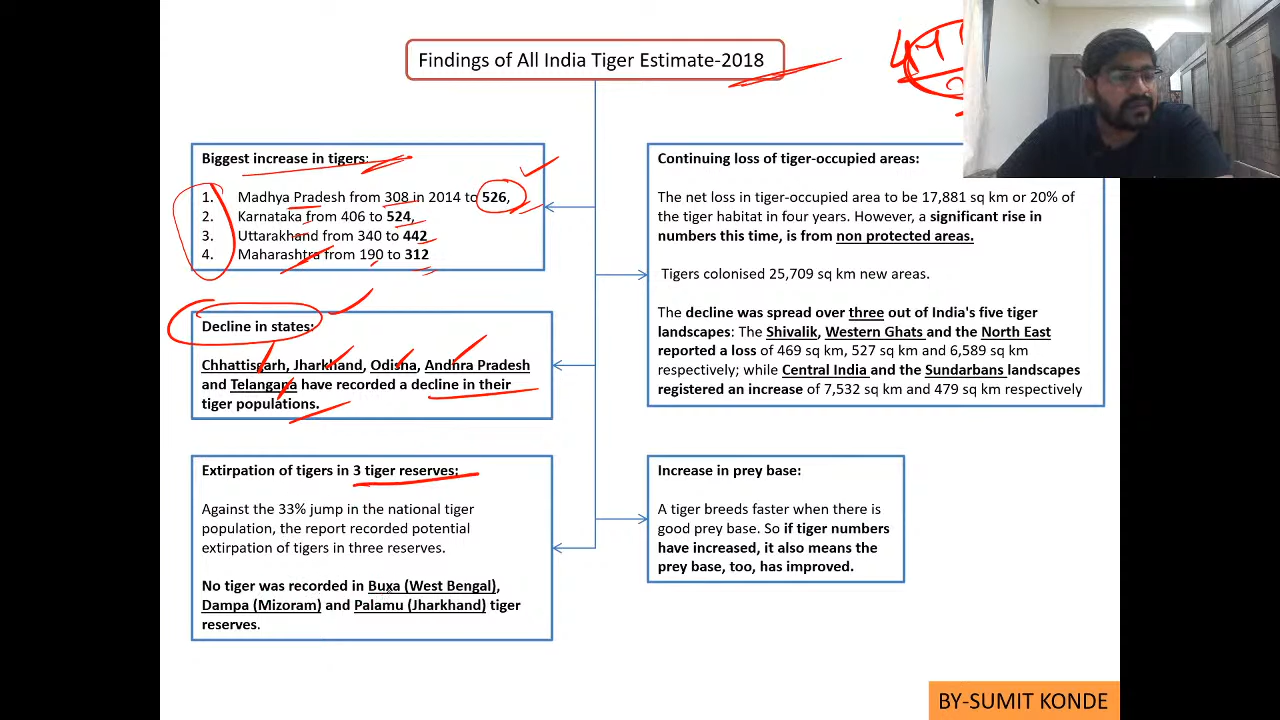 Findings of All India Tiger Estimate-2018
Biggest increase in tigers:
1. Madhya Pradesh from 308 in 2014 to 526,
2. Karnataka from 406 to 524,
3. Uttarakhand from 340 to 442
4. Maharashtra from 190 to 312
Decline in states:
Chhattisgarh, Jharkhand, Odisha, Andhra Pradesh
and Telangana have recorded a decline in their
tiger populations.
Extirpation of tigers in 3 tiger reserves:
Against the 33% jump in the national tiger
population, the report recorded potential
extirpation of tigers in three reserves.
No tiger was recorded in Buxa (West Bengal),
Dampa (Mizoram) and Palamu (Jharkhand) tiger
reserves.
Continuing loss of tiger-occupied areas:
The net loss in tiger-occupied area to be 17,881 sq km or 20% of
the tiger habitat in four years. However, a significant rise in
numbers this time, is from non protected areas.
Tigers colonised 25,709 sq km new areas.
The decline was spread over three out of India's five tiger
landscapes: The Shivalik, Western Ghats and the North East
reported a loss of 469 sq km, 527 sq km and 6,589 sq km
respectively; while Central India and the Sundarbans landscapes
registered an increase of 7,532 sq km and 479 sq km respectively
Increase in prey base:
A tiger breeds faster when there is
good prey base. So if tiger numbers
have increased, it also means the
prey base, too, has improved.
BY-SUMIT KONDE